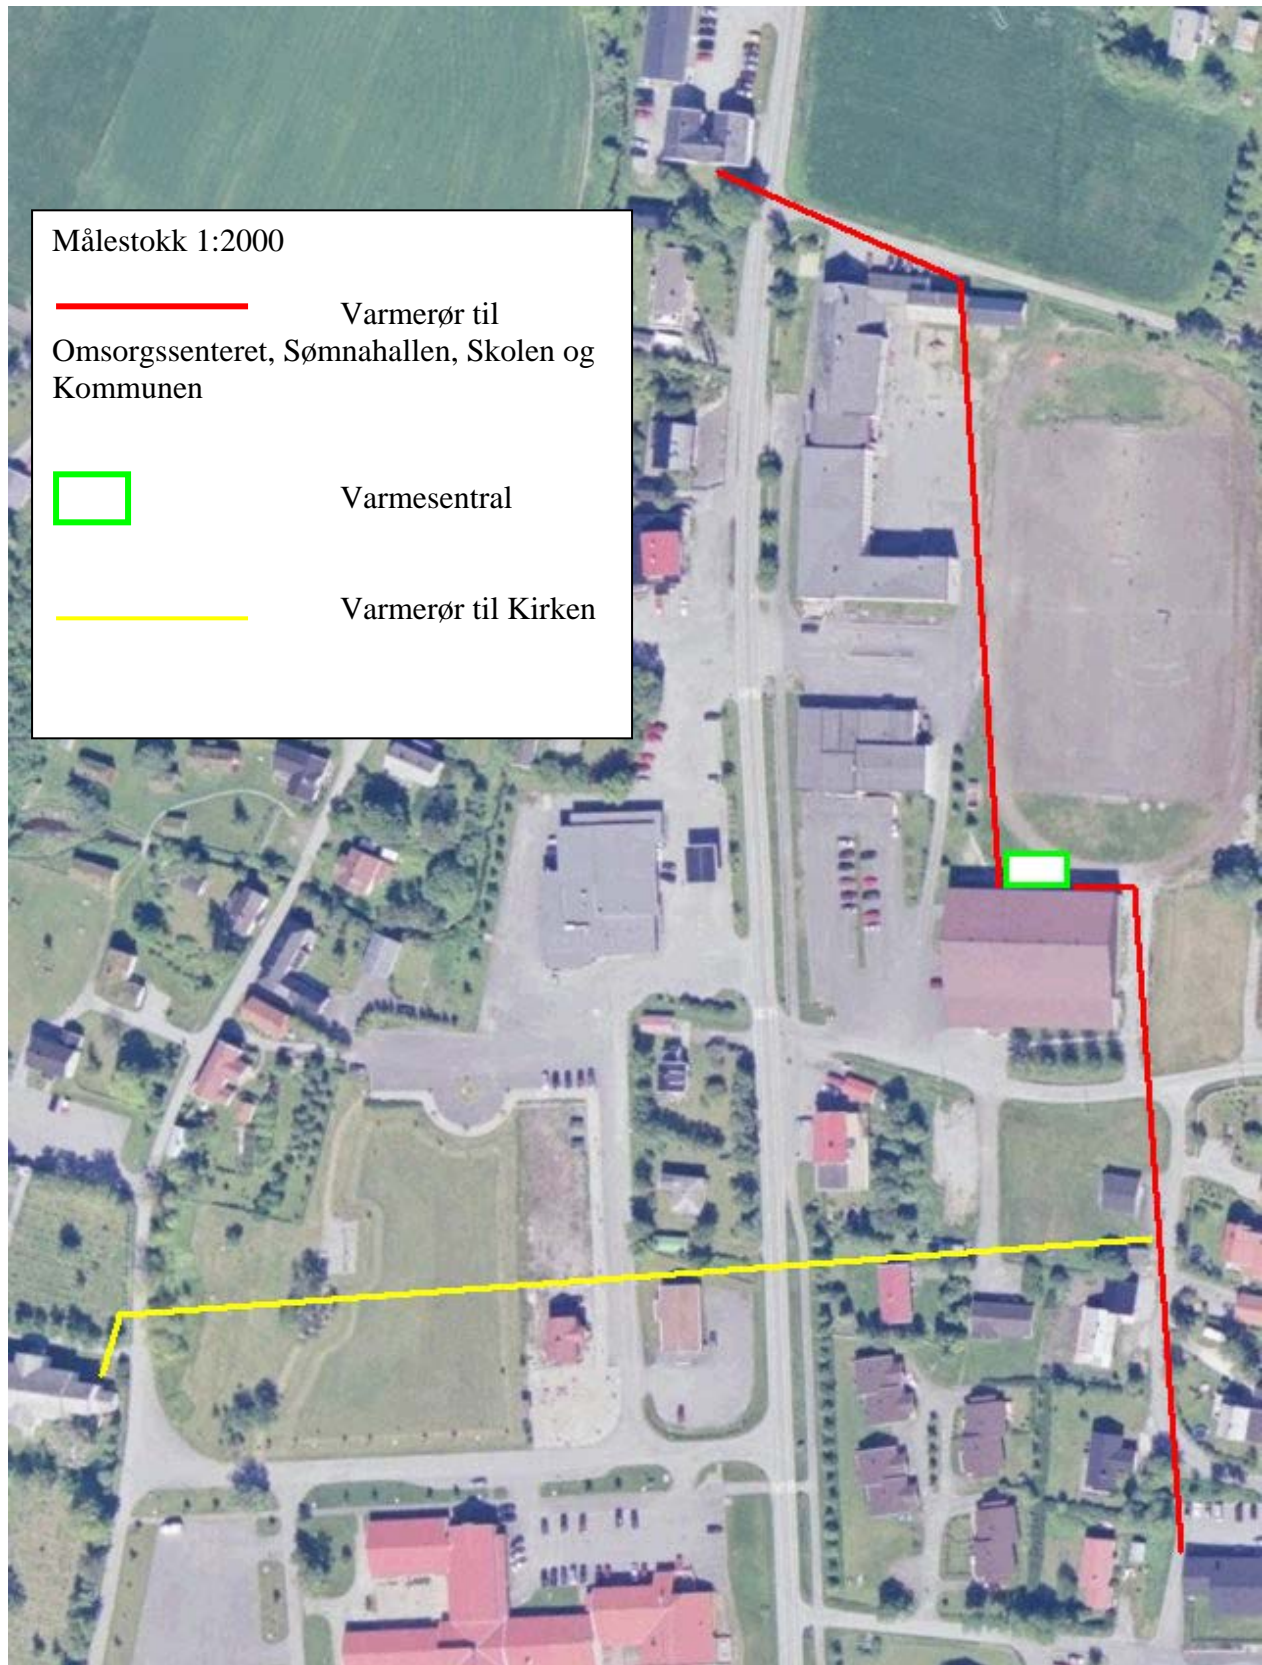 Målestokk 1:2000
Varmerør til
Omsorgssenteret, Sømnahallen, Skolen og
Kommunen
Varmesentral
Varmerør til Kirken